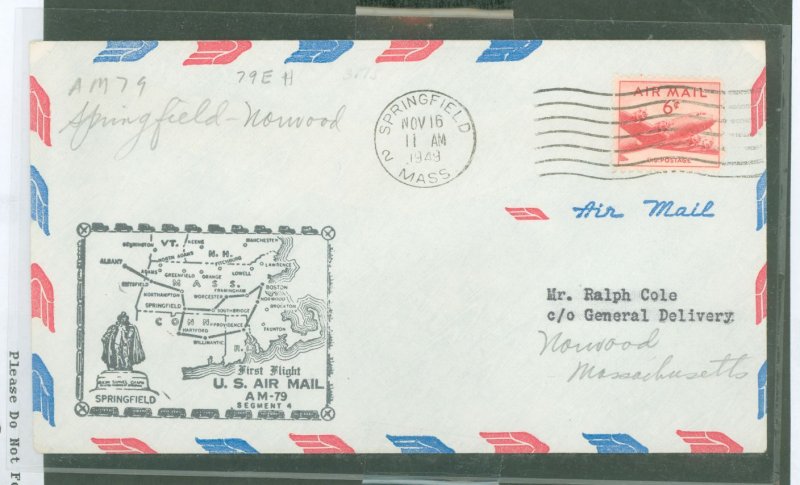 AM79
79EH
Springfield - Norwood
SPRINGFIELD
NOV 16
11 AM
1949
2
MASS.
AIR MAIL
6¢
U.S. POSTAGE
Air Mail
VT.
KEENE
MANCHESTER
N. H.
ALBANY
NORTH ADAMS
FITCHBURG
LAWRENCE
ADAMS
GREENFIELD
ORANGE
LOWELL
MASS.
FRAMINGHAM
BOSTON
PITTSFIELD
NORTHAMPTON
WORCESTER
NORWOOD
SPRINGFIELD
SOUTHBRIDGE
BROCKTON
CONN
PROVIDENCE
HARTFORD
TAUNTON
WILLIMANTIC
R.
First Flight
U.S. AIR MAIL
AM-79
SEGMENT 4
SPRINGFIELD
Mr. Ralph Cole
c/o General Delivery
Norwood
Massachusetts
Please Do Not